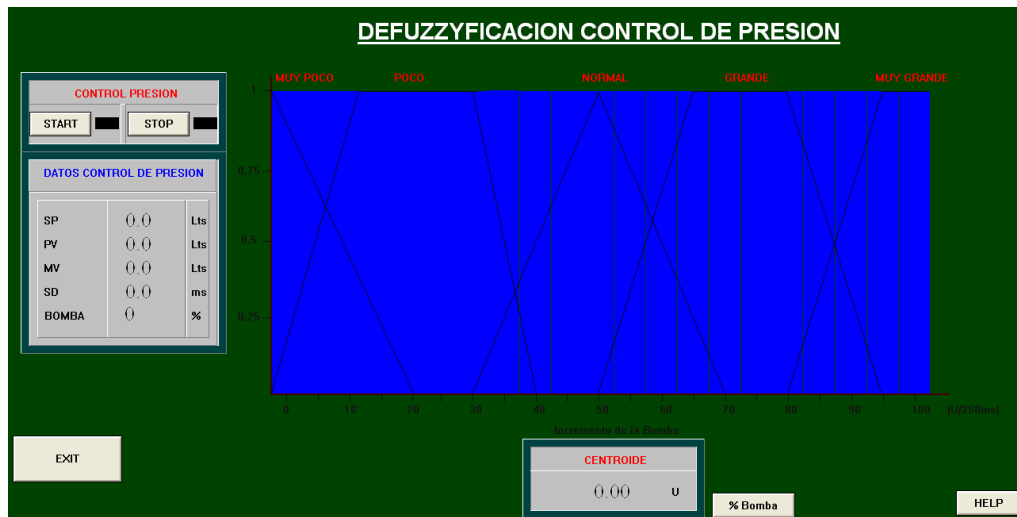 DEFUZZYFICACION CONTROL DE PRESION
CONTROL PRESION
START STOP
DATOS CONTROL DE PRESION
SP 0.0 Lts
PV 0.0 Lts
MV 0.0 Lts
SD 0.0 ms
BOMBA 0 %
EXIT
MUY POCO POCO NORMAL GRANDE MUY GRANDE
1
0,75
0,5
0,25
0 10 20 30 40 50 60 70 80 90 100 (U/250ms)
Incremento de la Bomba
CENTROIDE
0.00 U
% Bomba
HELP